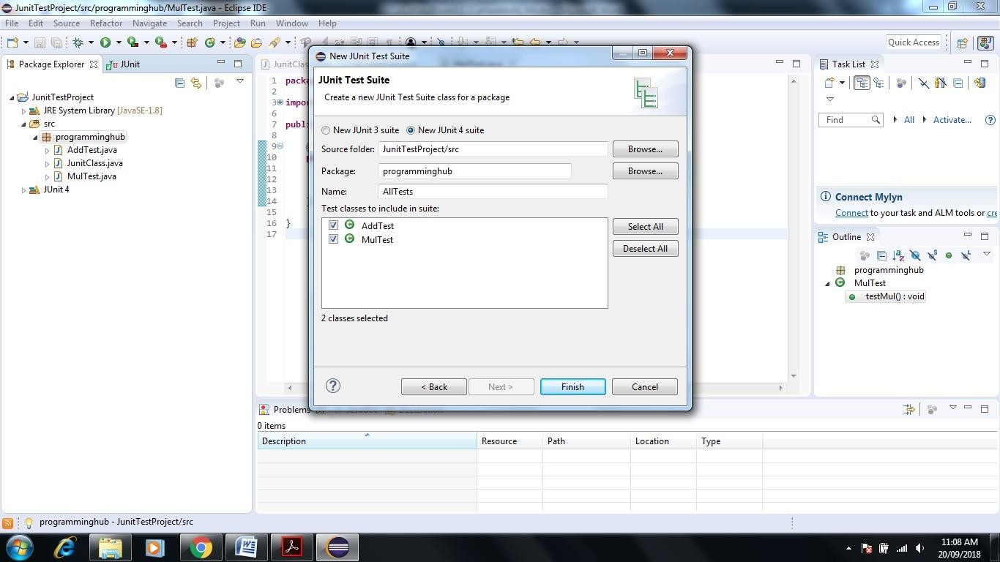 JunitTestProject/src/programminghub/MulTest.java - Eclipse IDE
File Edit Source Refactor Navigate Search Project Run Window Help
Quick Access
Package Explorer
JUnit
JunitTestProject
JRE System Library [JavaSE-1.8]
src
programminghub
AddTest.java
JunitClass.java
MulTest.java
JUnit 4
1 packa
2
3 impor
6
7 publi
8
9
10
11
12
13
14
15
16 }
17
New JUnit Test Suite
JUnit Test Suite
Create a new JUnit Test Suite class for a package
New JUnit 3 suite New JUnit 4 suite
Source folder: JunitTestProject/src Browse...
Package: programminghub Browse...
Name: AllTests
Test classes to include in suite:
AddTest
MulTest
Select All
Deselect All
2 classes selected
< Back Next > Finish Cancel
Task List
Find All Activate...
Connect Mylyn
Connect to your task and ALM tools or cre
Outline
programminghub
MulTest
testMul() : void
Problems
0 items
Description Resource Path Location Type
programminghub - JunitTestProject/src
11:08 AM
20/09/2018